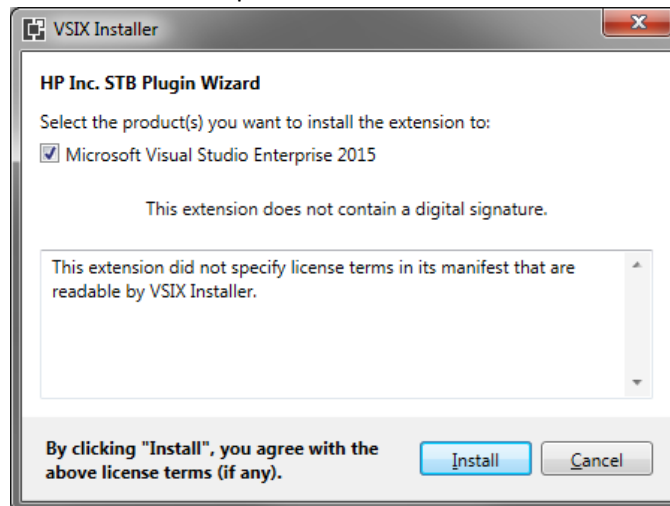 VSIX Installer
HP Inc. STB Plugin Wizard
Select the product(s) you want to install the extension to:
Microsoft Visual Studio Enterprise 2015
This extension does not contain a digital signature.
This extension did not specify license terms in its manifest that are
readable by VSIX Installer.
By clicking "Install", you agree with the
above license terms (if any).
Install
Cancel